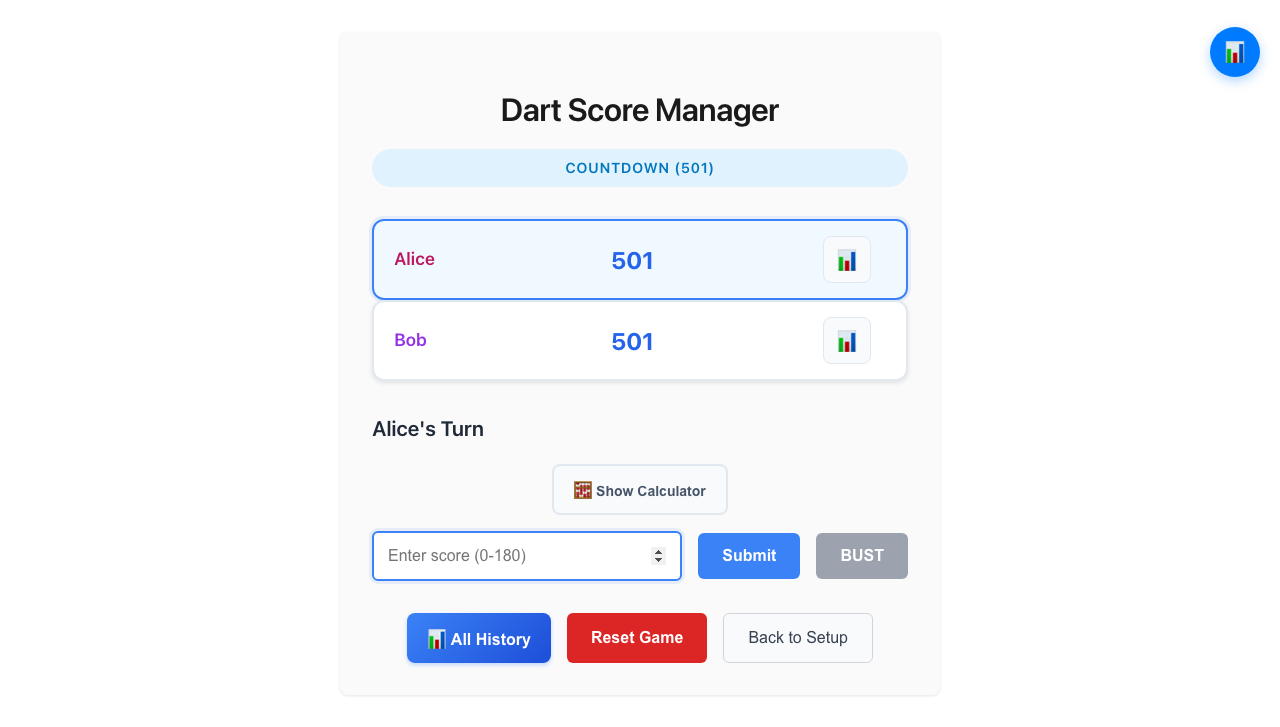 Dart Score Manager
COUNTDOWN (501)
Alice
501
Bob
501
Alice's Turn
Show Calculator
Enter score (0-180)
Submit
BUST
All History
Reset Game
Back to Setup